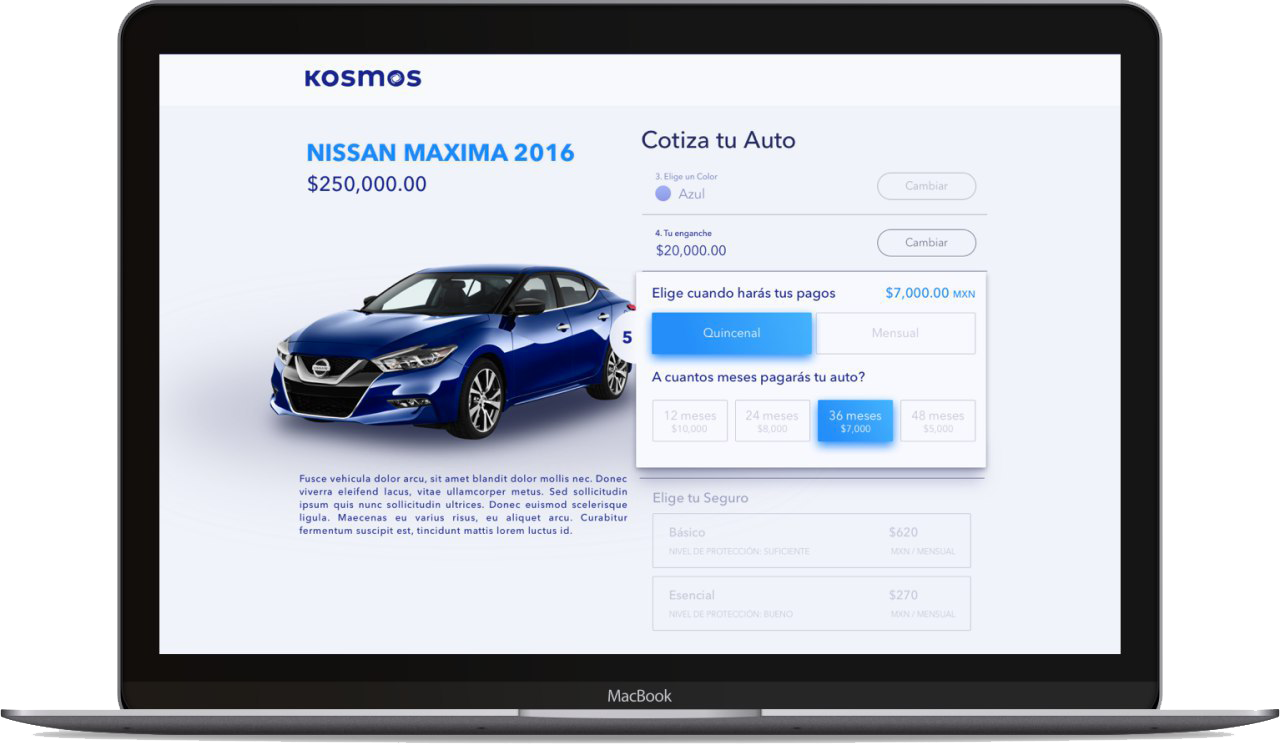 KOSMOS
NISSAN MAXIMA 2016
$250,000.00
Fusce vehicula dolor arcu, sit amet blandit dolor mollis nec. Donec
viverra eleifend lacus, vitae ullamcorper metus. Sed sollicitudin
ipsum quis nunc sollicitudin ultrices. Donec euismod scelerisque
ligula. Maecenas eu varius risus, eu aliquet arcu. Curabitur
fermentum suscipit est, tincidunt mattis lorem luctus id.
Cotiza tu Auto
3. Elige un Color
Azul
Cambiar
4. Tu enganche
$20,000.00
Cambiar
5
Elige cuando harás tus pagos
$7,000.00 MXN
Quincenal
Mensual
A cuantos meses pagarás tu auto?
12 meses
$10,000
24 meses
$8,000
36 meses
$7,000
48 meses
$5,000
Elige tu Seguro
Básico
$620
NIVEL DE PROTECCIÓN: SUFICIENTE
MXN / MENSUAL
Esencial
$270
NIVEL DE PROTECCIÓN: BUENO
MXN / MENSUAL
MacBook